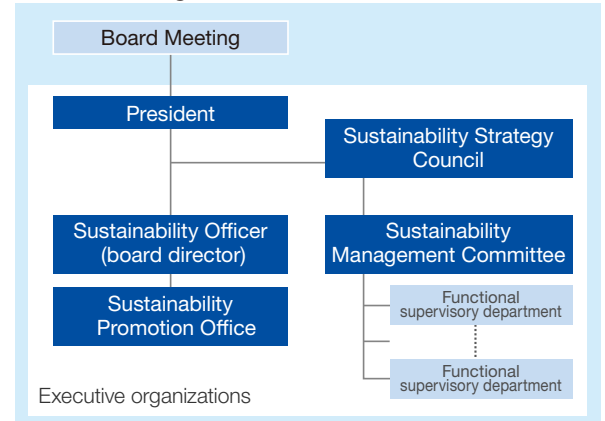 Board Meeting
President
Sustainability Strategy
Council
Sustainability Officer
(board director)
Sustainability
Management Committee
Sustainability
Promotion Office
Functional
supervisory department
Functional
supervisory department
Executive organizations